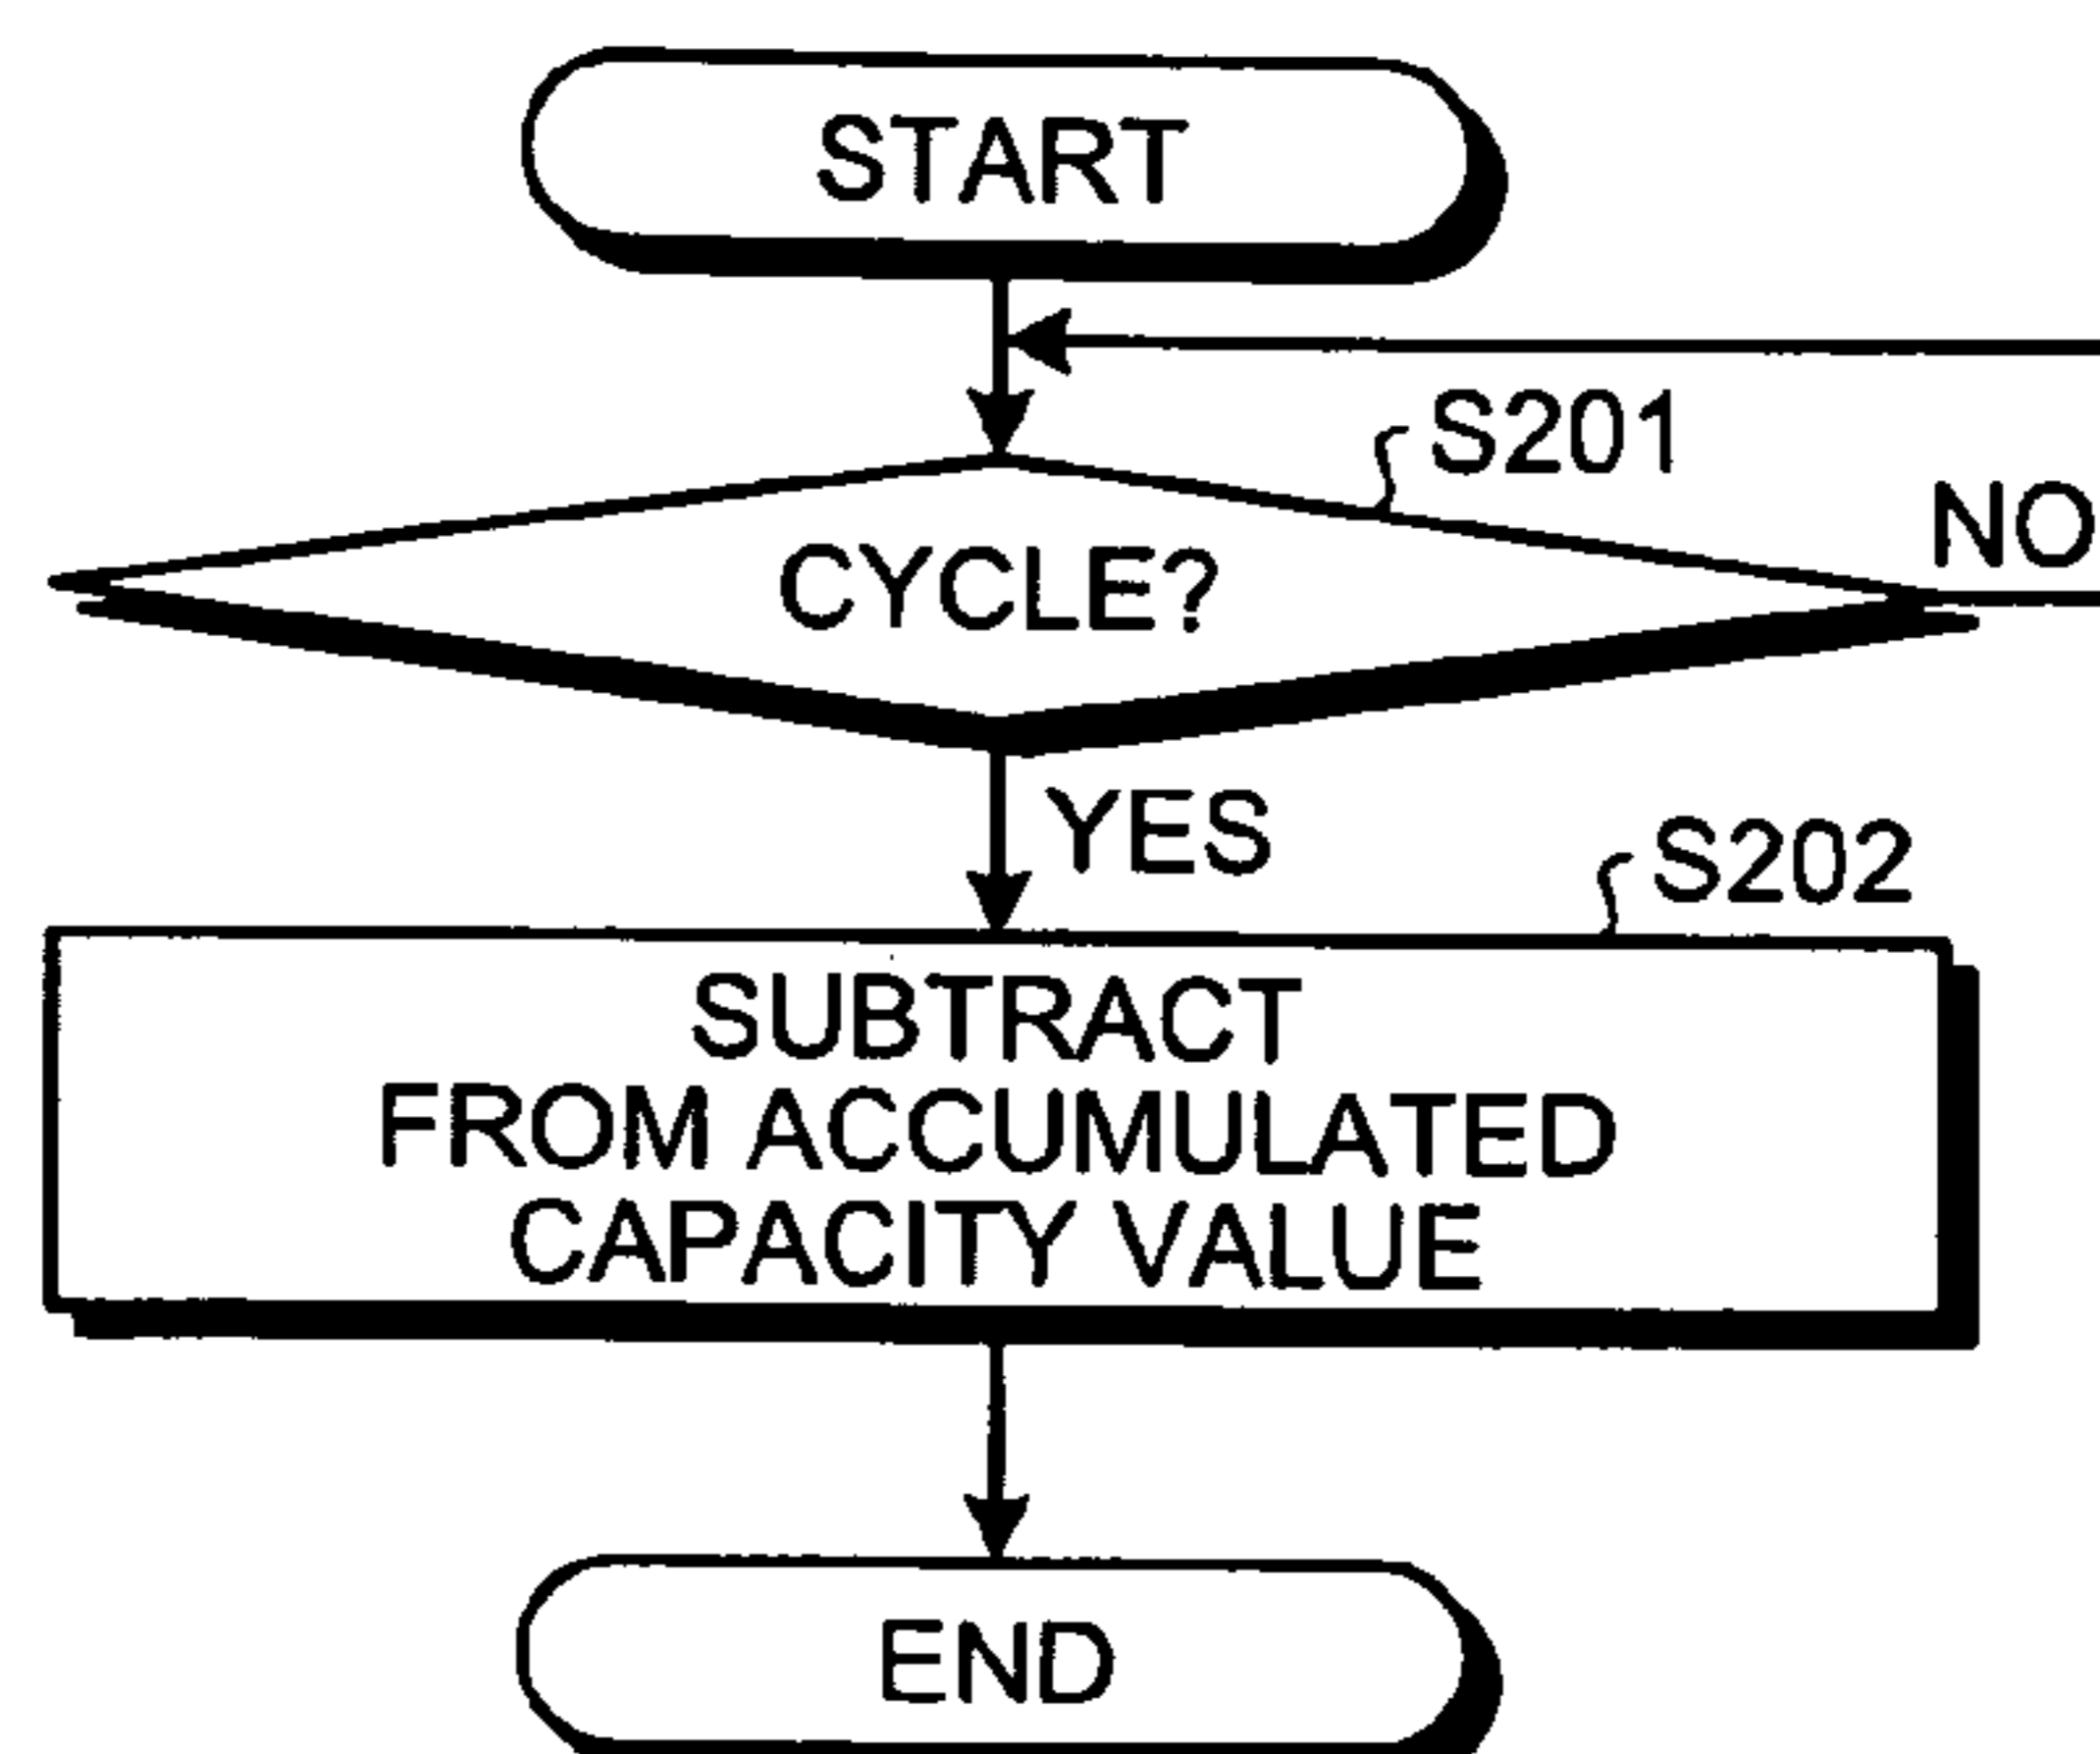 START
S201
CYCLE?
NO
YES
S202
SUBTRACT
FROM ACCUMULATED
CAPACITY VALUE
END